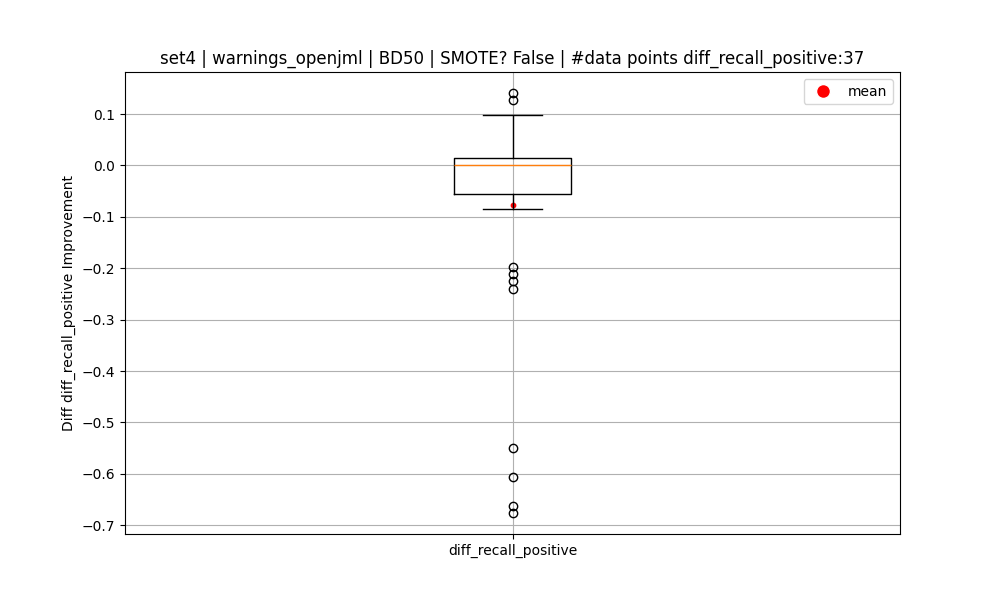 set4 | warnings_openjml | BD50 | SMOTE? False | #data points diff_recall_positive:37
mean
0.1
0.0
−0.1
−0.2
−0.3
−0.4
−0.5
−0.6
−0.7
Diff diff_recall_positive Improvement
diff_recall_positive